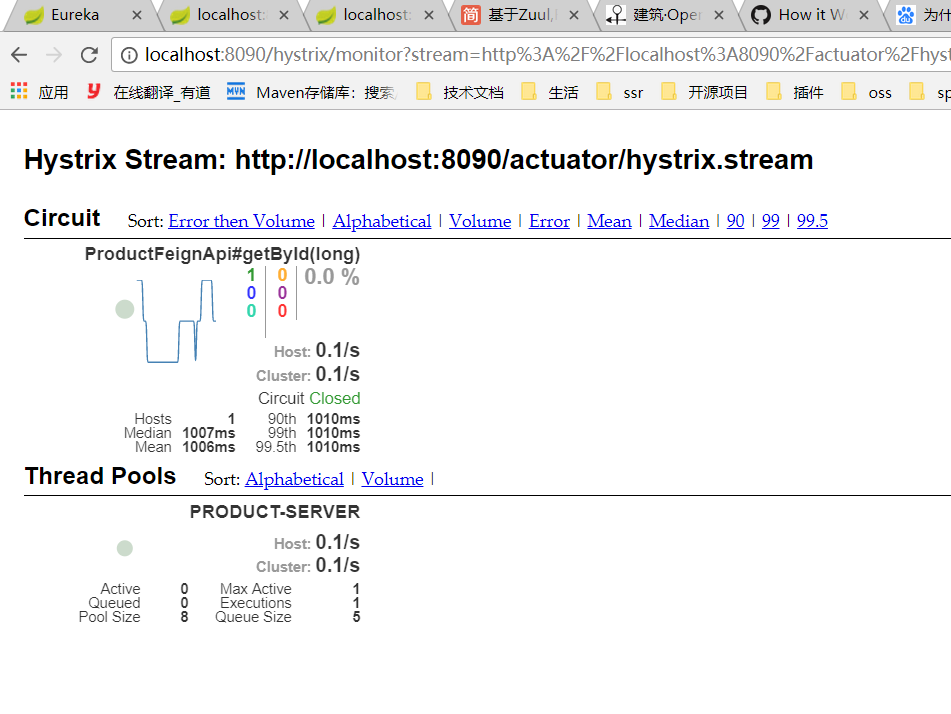 Eureka
localhost:
localhost:
简 基于Zuul,
建筑·Oper
How it W
为什
localhost:8090/hystrix/monitor?stream=http%3A%2F%2Flocalhost%3A8090%2Factuator%2Fhyst
应用 y 在线翻译_有道 MVN Maven存储库：搜索 技术文档 生活 ssr 开源项目 插件 oss sp
Hystrix Stream: http://localhost:8090/actuator/hystrix.stream
Circuit Sort: Error then Volume | Alphabetical | Volume | Error | Mean | Median | 90 | 99 | 99.5
ProductFeignApi#getById(long)
1 0 0.0 %
0 0
0 0
Host: 0.1/s
Cluster: 0.1/s
Circuit Closed
Hosts 1 90th 1010ms
Median 1007ms 99th 1010ms
Mean 1006ms 99.5th 1010ms
Thread Pools Sort: Alphabetical | Volume |
PRODUCT-SERVER
Host: 0.1/s
Cluster: 0.1/s
Active 0 Max Active 1
Queued 0 Executions 1
Pool Size 8 Queue Size 5